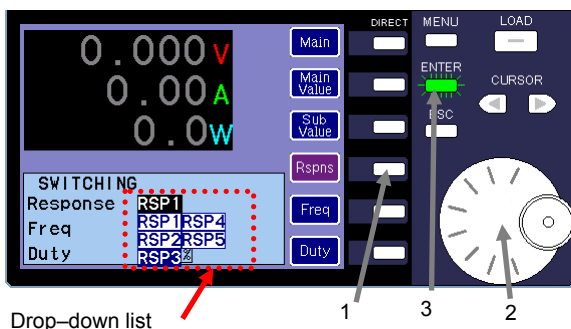 DIRECT MENU LOAD
0.000V
0.00A
0.0W
Main
Main
Value
Sub
Value
Rspns
Freq
Duty
ENTER
CURSOR
ESC
SWITCHING
Response RSP1
RSP1 RSP4
Freq
RSP2 RSP5
Duty RSP3 %
Drop–down list
1 3 2